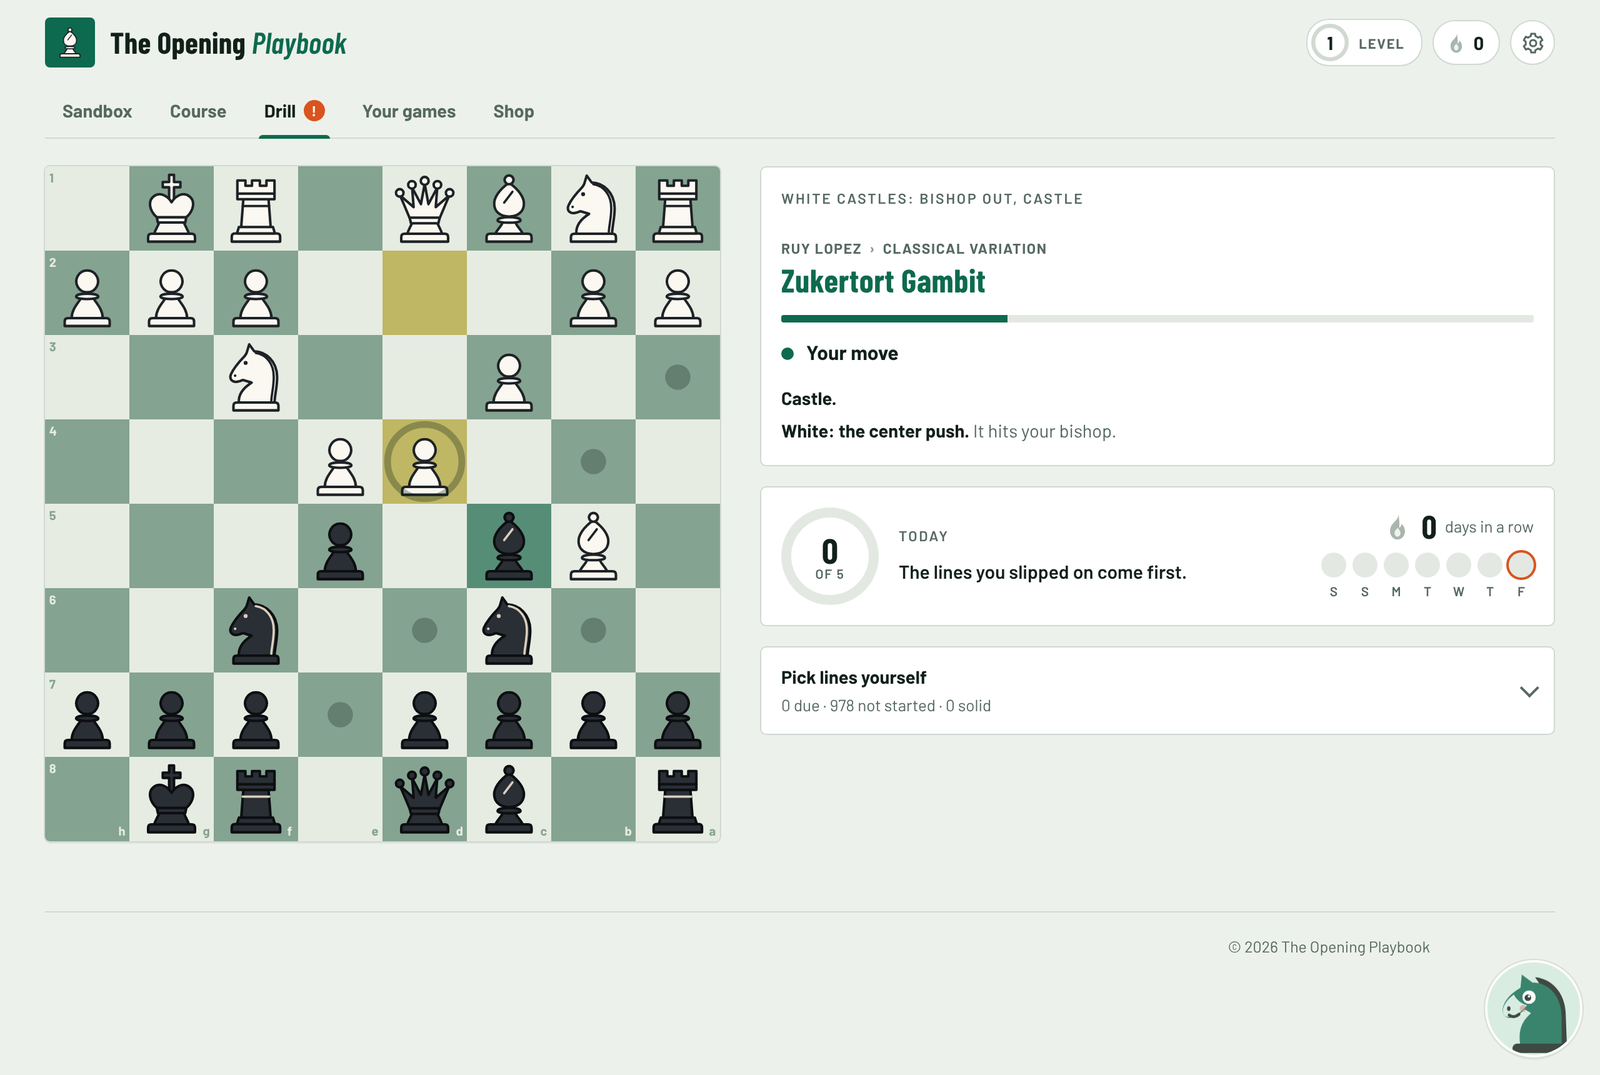 The Opening Playbook
1 LEVEL
0
Sandbox Course Drill ! Your games Shop
1
2
3
4
5
6
7
8
h g f e d c b a
WHITE CASTLES: BISHOP OUT, CASTLE
RUY LOPEZ › CLASSICAL VARIATION
Zukertort Gambit
Your move
Castle.
White: the center push. It hits your bishop.
0
OF 5
TODAY
The lines you slipped on come first.
0 days in a row
S S M T W T F
Pick lines yourself
0 due · 978 not started · 0 solid
© 2026 The Opening Playbook